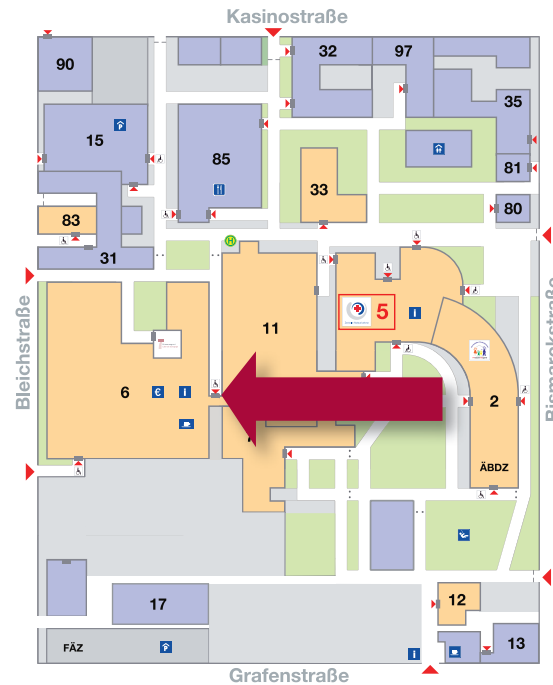 Kasinostraße
32
97
90
35
15
85
81
33
80
83
H
31
5
i
11
Bleichstraße
Bismarckstraße
6
€
i
2
ÄBDZ
17
12
FÄZ
P
i
13
Grafenstraße